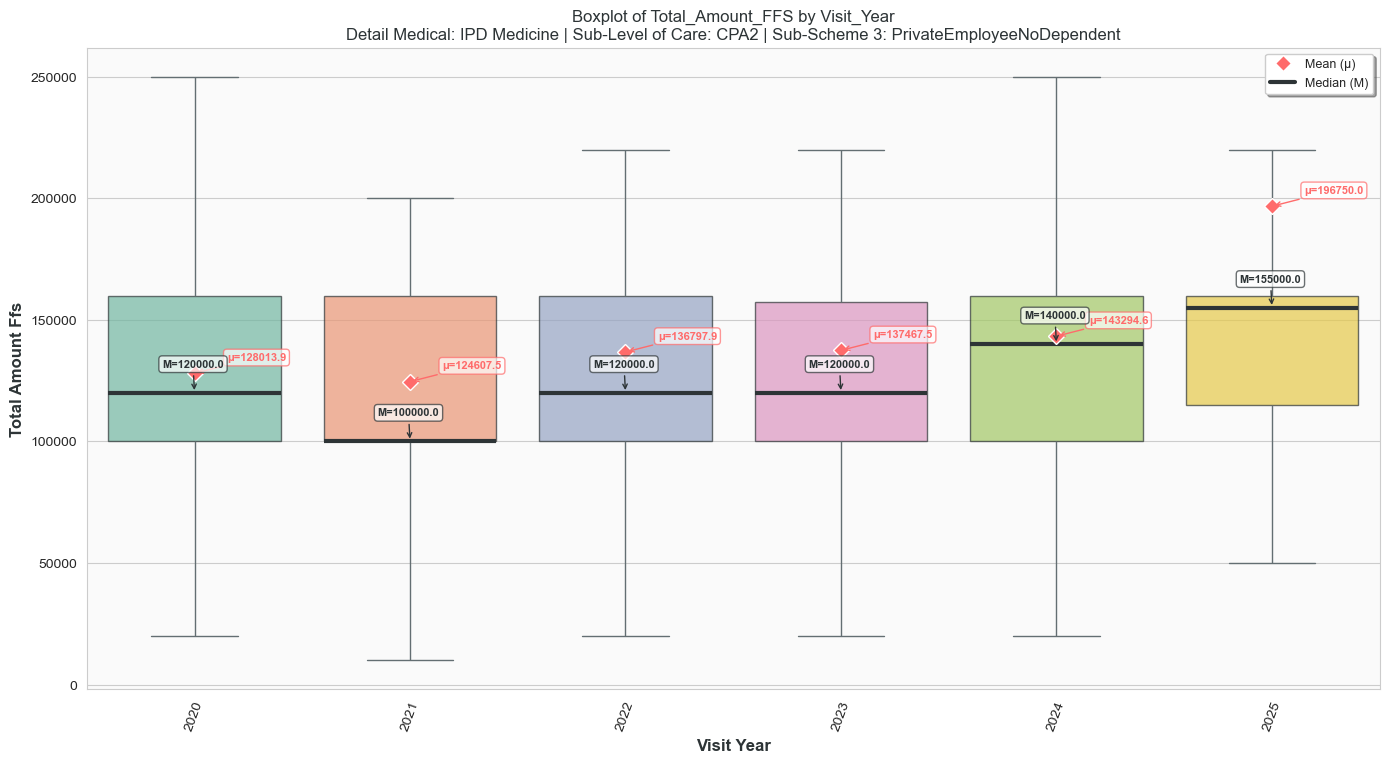 Boxplot of Total_Amount_FFS by Visit_Year
Detail Medical: IPD Medicine | Sub-Level of Care: CPA2 | Sub-Scheme 3: PrivateEmployeeNoDependent
Mean (μ)
Median (M)
Total Amount Ffs
250000
200000
150000
100000
50000
0
M=120000.0
μ=128013.9
M=100000.0
μ=124607.5
M=120000.0
μ=136797.9
M=120000.0
μ=137467.5
M=140000.0
μ=143294.6
M=155000.0
μ=196750.0
2020
2021
2022
2023
2024
2025
Visit Year